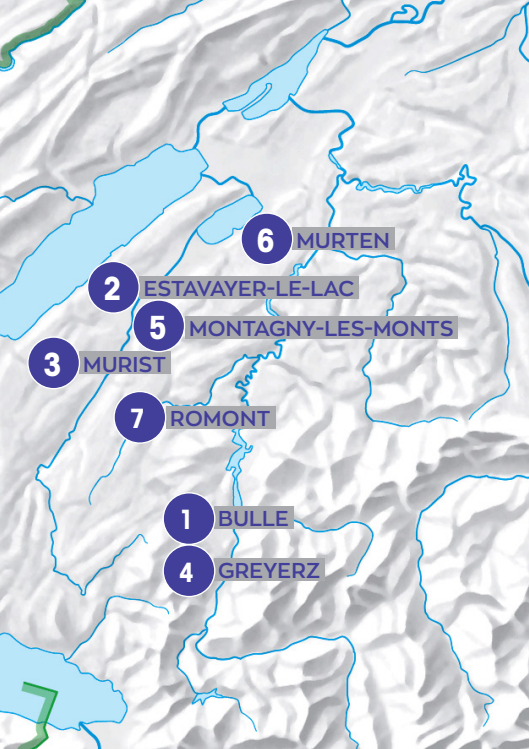 6 MURTEN
2 ESTAVAYER-LE-LAC
5 MONTAGNY-LES-MONTS
3 MURIST
7 ROMONT
1 BULLE
4 GREYERZ